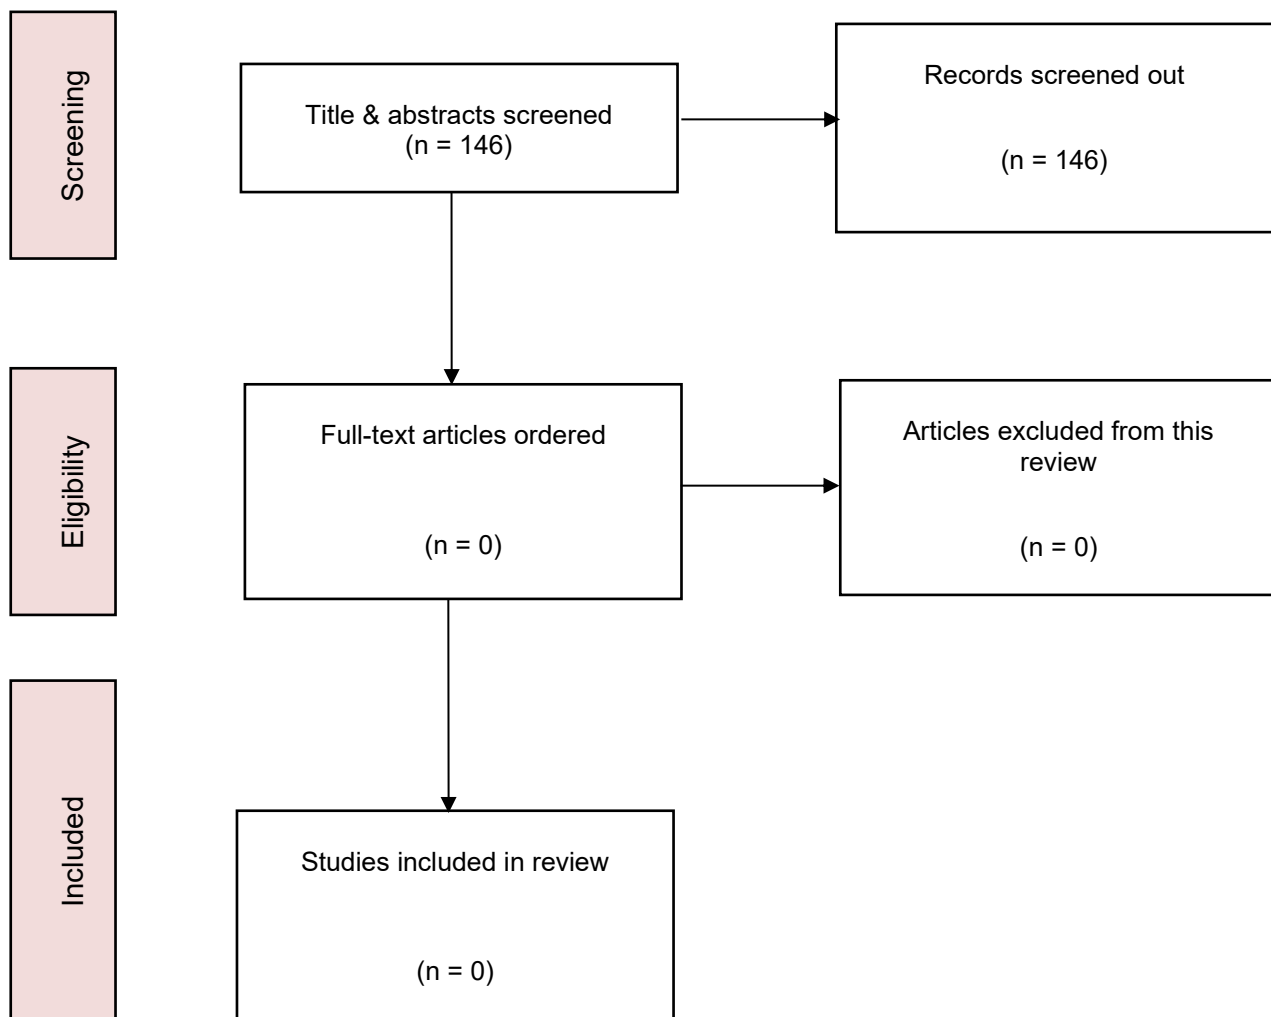 Screening
Title & abstracts screened
(n = 146)
Records screened out
(n = 146)
Eligibility
Full-text articles ordered
(n = 0)
Articles excluded from this
review
(n = 0)
Included
Studies included in review
(n = 0)